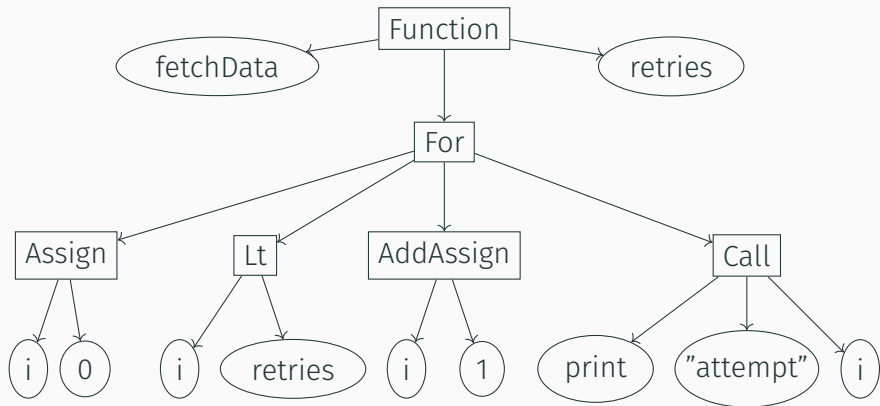 Function
fetchData
retries
For
Assign
Lt
AddAssign
Call
i
0
i
retries
i
1
print
”attempt”
i